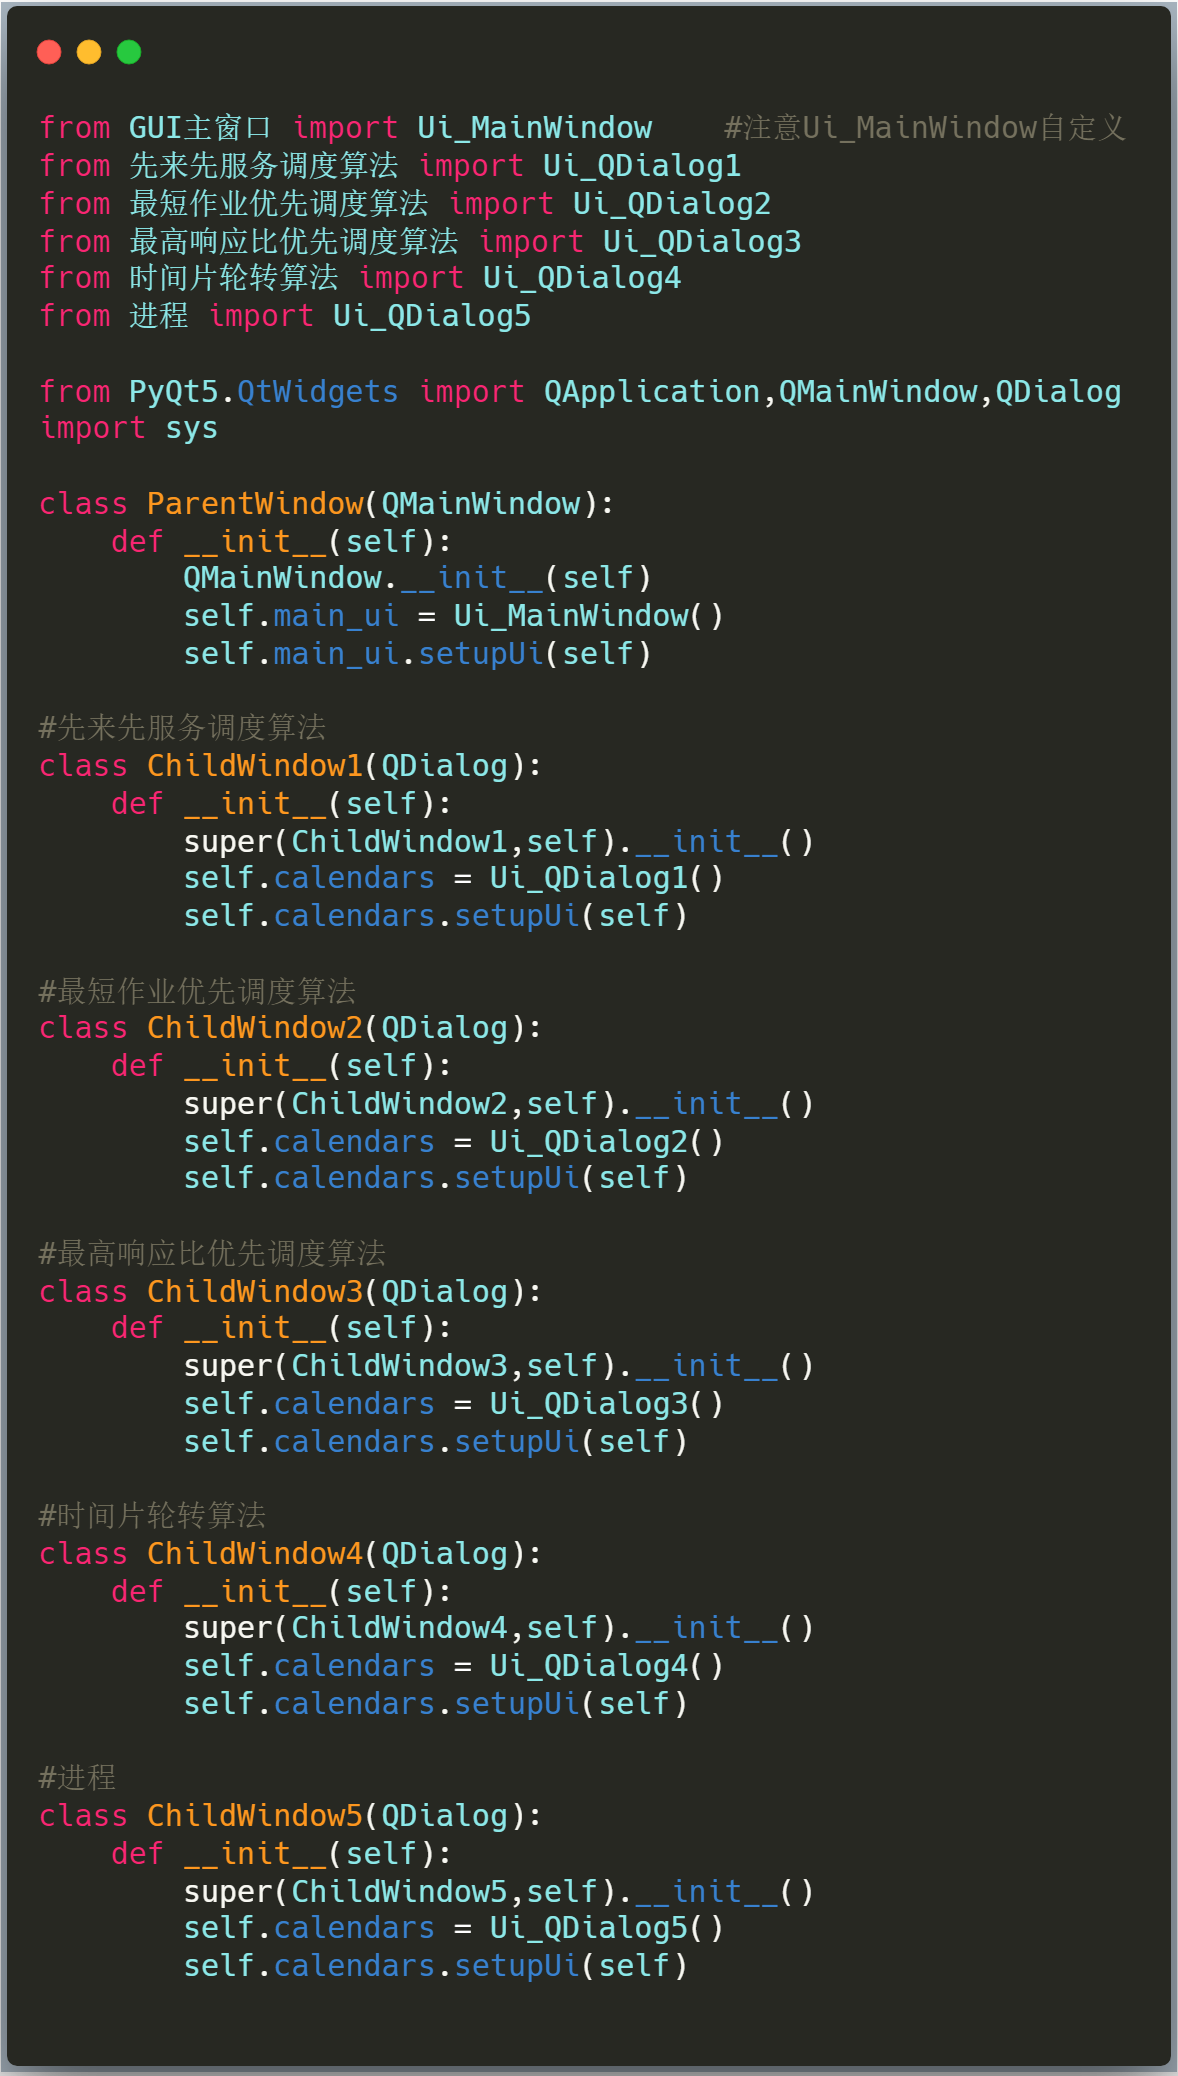 from GUI主窗口 import Ui_MainWindow    #注意Ui_MainWindow自定义
from 先来先服务调度算法 import Ui_QDialog1
from 最短作业优先调度算法 import Ui_QDialog2
from 最高响应比优先调度算法 import Ui_QDialog3
from 时间片轮转算法 import Ui_QDialog4
from 进程 import Ui_QDialog5

from PyQt5.QtWidgets import QApplication,QMainWindow,QDialog
import sys

class ParentWindow(QMainWindow):
    def __init__(self):
        QMainWindow.__init__(self)
        self.main_ui = Ui_MainWindow()
        self.main_ui.setupUi(self)

#先来先服务调度算法
class ChildWindow1(QDialog):
    def __init__(self):
        super(ChildWindow1,self).__init__()
        self.calendars = Ui_QDialog1()
        self.calendars.setupUi(self)

#最短作业优先调度算法
class ChildWindow2(QDialog):
    def __init__(self):
        super(ChildWindow2,self).__init__()
        self.calendars = Ui_QDialog2()
        self.calendars.setupUi(self)

#最高响应比优先调度算法
class ChildWindow3(QDialog):
    def __init__(self):
        super(ChildWindow3,self).__init__()
        self.calendars = Ui_QDialog3()
        self.calendars.setupUi(self)

#时间片轮转算法
class ChildWindow4(QDialog):
    def __init__(self):
        super(ChildWindow4,self).__init__()
        self.calendars = Ui_QDialog4()
        self.calendars.setupUi(self)

#进程
class ChildWindow5(QDialog):
    def __init__(self):
        super(ChildWindow5,self).__init__()
        self.calendars = Ui_QDialog5()
        self.calendars.setupUi(self)